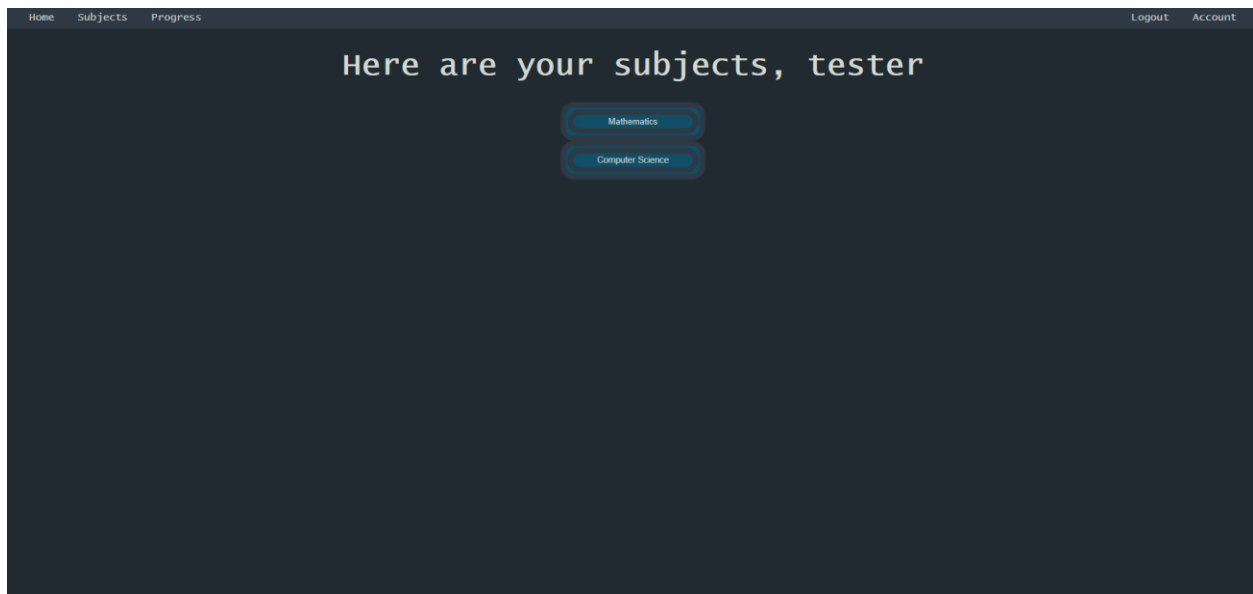 Home Subjects Progress Logout Account
Here are your subjects, tester
Mathematics
Computer Science